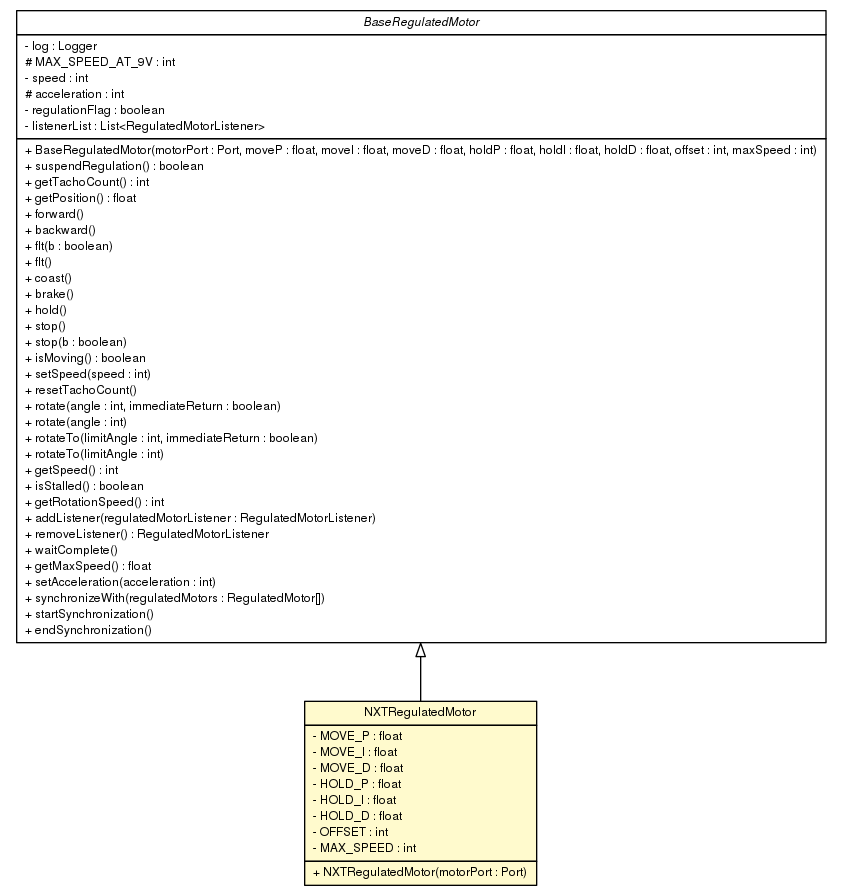 BaseRegulatedMotor
- log : Logger
# MAX_SPEED_AT_9V : int
- speed : int
# acceleration : int
- regulationFlag : boolean
- listenerList : List<RegulatedMotorListener>
+ BaseRegulatedMotor(motorPort : Port, moveP : float, moveI : float, moveD : float, holdP : float, holdI : float, holdD : float, offset : int, maxSpeed : int)
+ suspendRegulation() : boolean
+ getTachoCount() : int
+ getPosition() : float
+ forward()
+ backward()
+ flt(b : boolean)
+ flt()
+ coast()
+ brake()
+ hold()
+ stop()
+ stop(b : boolean)
+ isMoving() : boolean
+ setSpeed(speed : int)
+ resetTachoCount()
+ rotate(angle : int, immediateReturn : boolean)
+ rotate(angle : int)
+ rotateTo(limitAngle : int, immediateReturn : boolean)
+ rotateTo(limitAngle : int)
+ getSpeed() : int
+ isStalled() : boolean
+ getRotationSpeed() : int
+ addListener(regulatedMotorListener : RegulatedMotorListener)
+ removeListener() : RegulatedMotorListener
+ waitComplete()
+ getMaxSpeed() : float
+ setAcceleration(acceleration : int)
+ synchronizeWith(regulatedMotors : RegulatedMotor[])
+ startSynchronization()
+ endSynchronization()
NXTRegulatedMotor
- MOVE_P : float
- MOVE_I : float
- MOVE_D : float
- HOLD_P : float
- HOLD_I : float
- HOLD_D : float
- OFFSET : int
- MAX_SPEED : int
+ NXTRegulatedMotor(motorPort : Port)